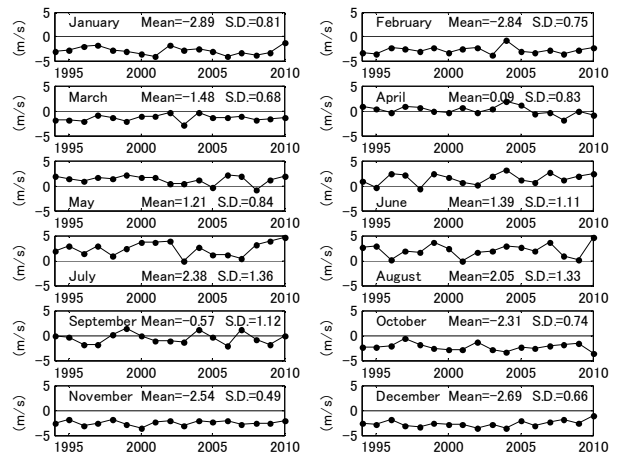 January Mean=-2.89 S.D.=0.81
(m/s)
5
0
-5
1995 2000 2005 2010
February Mean=-2.84 S.D.=0.75
(m/s)
5
0
-5
1995 2000 2005 2010
March Mean=-1.48 S.D.=0.68
(m/s)
5
0
-5
1995 2000 2005 2010
April Mean=0.09 S.D.=0.83
(m/s)
5
0
-5
1995 2000 2005 2010
May Mean=1.21 S.D.=0.84
(m/s)
5
0
-5
1995 2000 2005 2010
June Mean=1.39 S.D.=1.11
(m/s)
5
0
-5
1995 2000 2005 2010
July Mean=2.38 S.D.=1.36
(m/s)
5
0
-5
1995 2000 2005 2010
August Mean=2.05 S.D.=1.33
(m/s)
5
0
-5
1995 2000 2005 2010
September Mean=-0.57 S.D.=1.12
(m/s)
5
0
-5
1995 2000 2005 2010
October Mean=-2.31 S.D.=0.74
(m/s)
5
0
-5
1995 2000 2005 2010
November Mean=-2.54 S.D.=0.49
(m/s)
5
0
-5
1995 2000 2005 2010
December Mean=-2.69 S.D.=0.66
(m/s)
5
0
-5
1995 2000 2005 2010